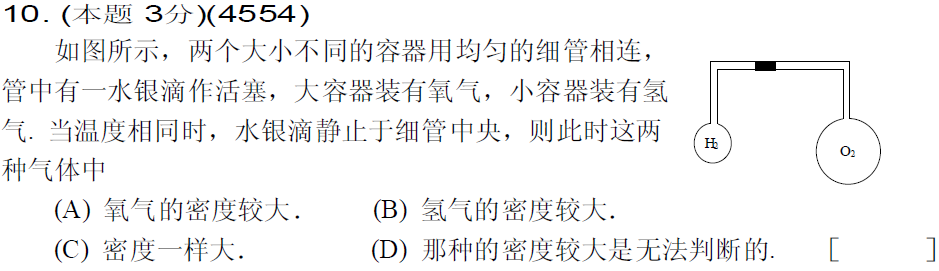 10. (本题 3分)(4554)
如图所示，两个大小不同的容器用均匀的细管相连，
管中有一水银滴作活塞，大容器装有氧气，小容器装有氢
气. 当温度相同时，水银滴静止于细管中央，则此时这两
种气体中
(A) 氧气的密度较大. (B) 氢气的密度较大.
(C) 密度一样大. (D) 那种的密度较大是无法判断的. [ ]
H2
O2